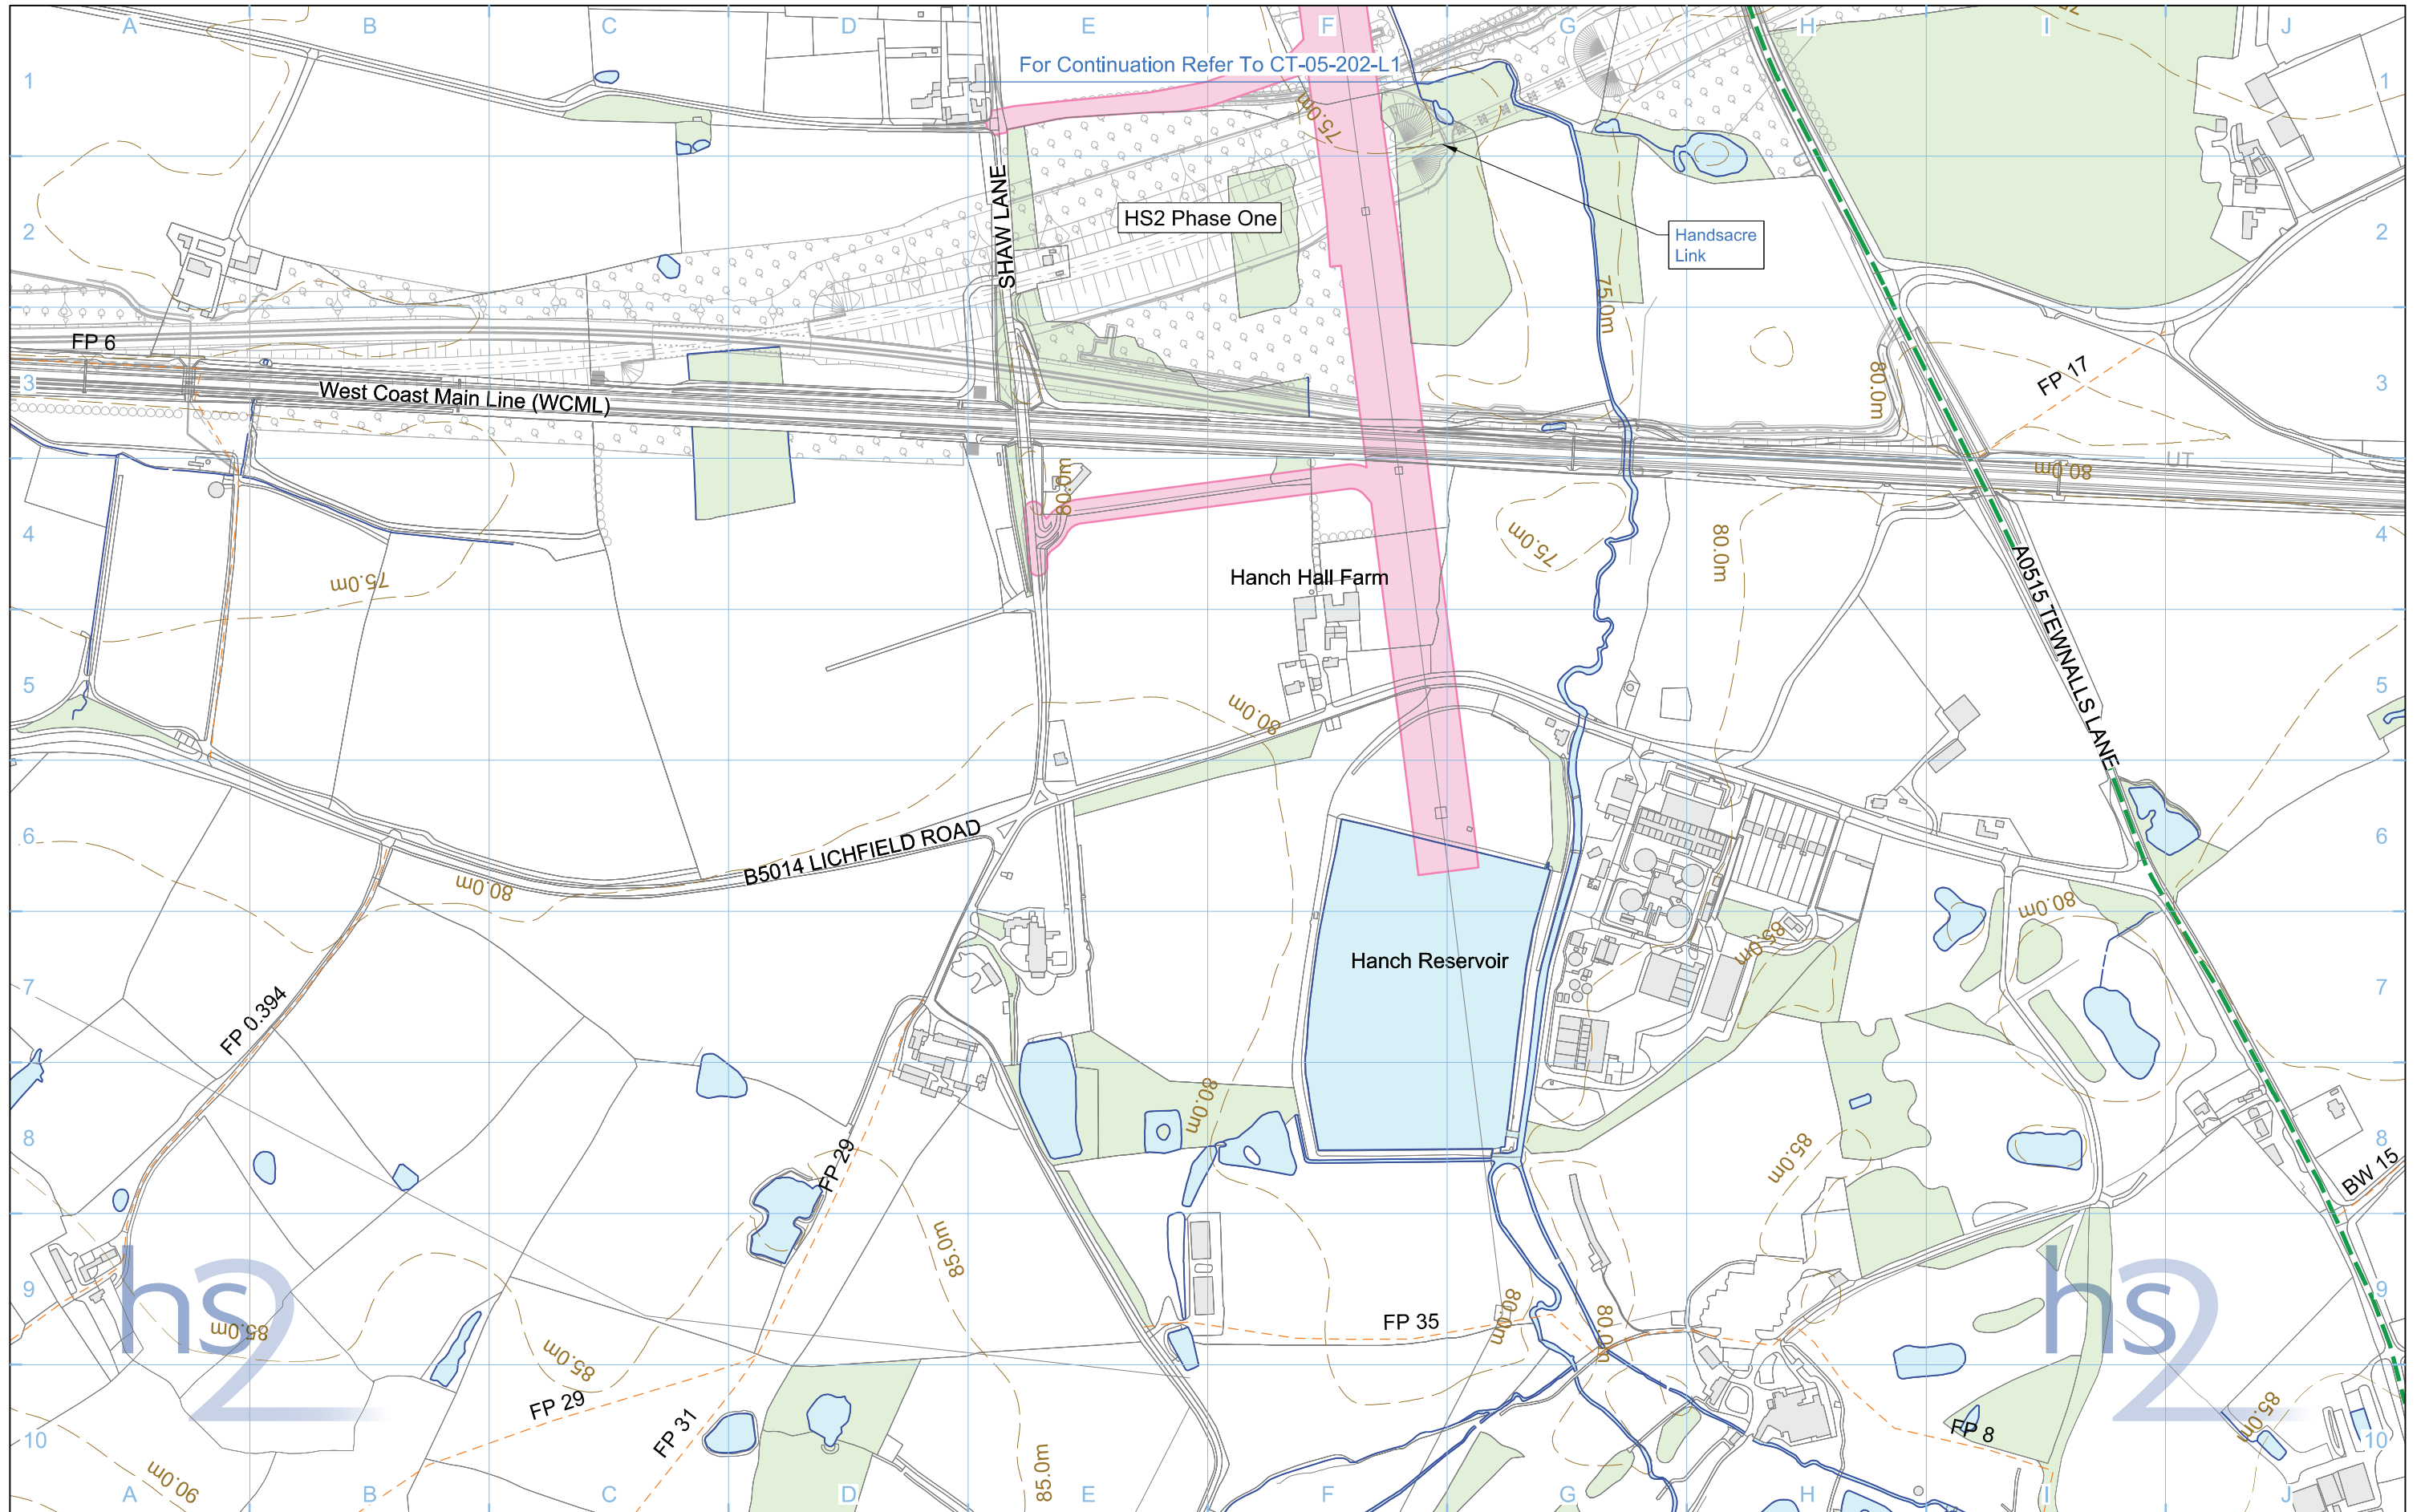 A B C D E F G H I J
For Continuation Refer To CT-05-202-L1
1 1
75.0m
SHAW LANE
HS2 Phase One
2 2
Handsacre
Link
75.0m
FP 6
3 3
West Coast Main Line (WCML)
80.0m
FP 17
80.0m
UT
80.0m
75.0m
80.0m
4 4
75.0m
Hanch Hall Farm
A0515 TEWNALLS LANE
5 5
80.0m
6 6
B5014 LICHFIELD ROAD
80.0m
80.0m
85.0m
Hanch Reservoir
7 7
FP 0.394
80.0m
8 8
FP 29
85.0m
BW 15
85.0m
hs2
hs2
9 9
85.0m
FP 35
80.0m
80.0m
85.0m
FP 29
FP 31
FP 8
85.0m
10 10
90.0m
85.0m
A B C D E F G H I J